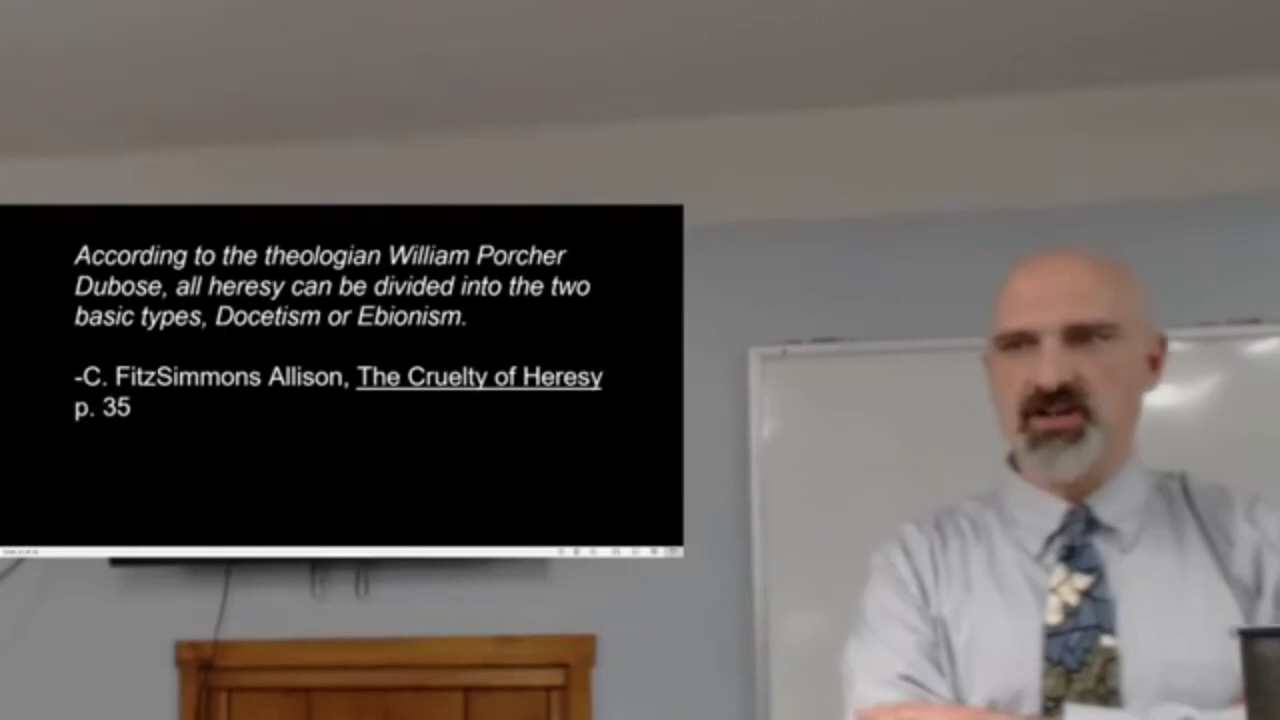 According to the theologian William Porcher
Dubose, all heresy can be divided into the two
basic types, Docetism or Ebionism.
-C. FitzSimmons Allison, The Cruelty of Heresy
p. 35